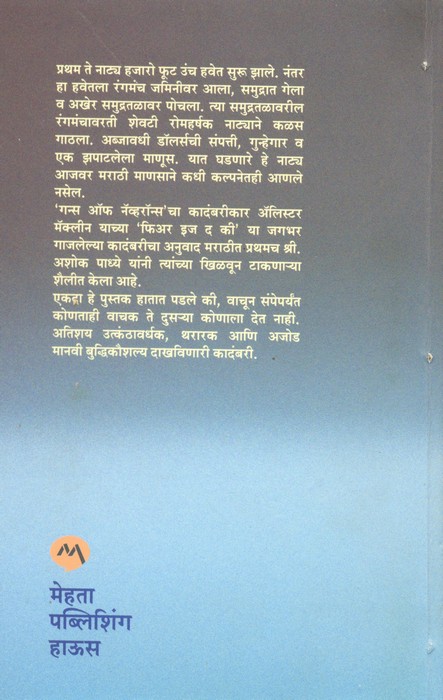 प्रथम ते नाट्य हजारो फूट उंच हवेत सुरू झाले. नंतर
हा हवेतला रंगमंच जमिनीवर आला, समुद्रात गेला
व अखेर समुद्रतळावर पोचला. त्या समुद्रतळावरील
रंगमंचावरती शेवटी रोमहर्षक नाट्याने कळस
गाठला. अब्जावधी डॉलर्सची संपत्ती, गुन्हेगार व
एक झपाटलेला माणूस. यात घडणारे हे नाट्य
आजवर मराठी माणसाने कधी कल्पनेतही आणले
नसेल.
'गन्स ऑफ नॅव्हरॉन्स'चा कादंबरीकार ॲलिस्टर
मॅक्लीन याच्या 'फिअर इज द की' या जगभर
गाजलेल्या कादंबरीचा अनुवाद मराठीत प्रथमच श्री.
अशोक पाध्ये यांनी त्यांच्या खिळवून टाकणाऱ्या
शैलीत केला आहे.
एकदा हे पुस्तक हातात पडले की, वाचून संपेपर्यंत
कोणताही वाचक ते दुसऱ्या कोणाला देत नाही.
अतिशय उत्कंठावर्धक, थरारक आणि अजोड
मानवी बुद्धिकौशल्य दाखविणारी कादंबरी.
मेहता
पब्लिशिंग
हाऊस